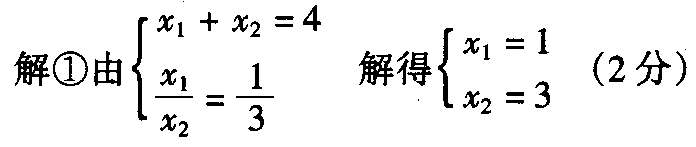 解①由{x₁ + x₂ = 4
x₁/x₂ = 1/3 解得{x₁ = 1
x₂ = 3 (2分)